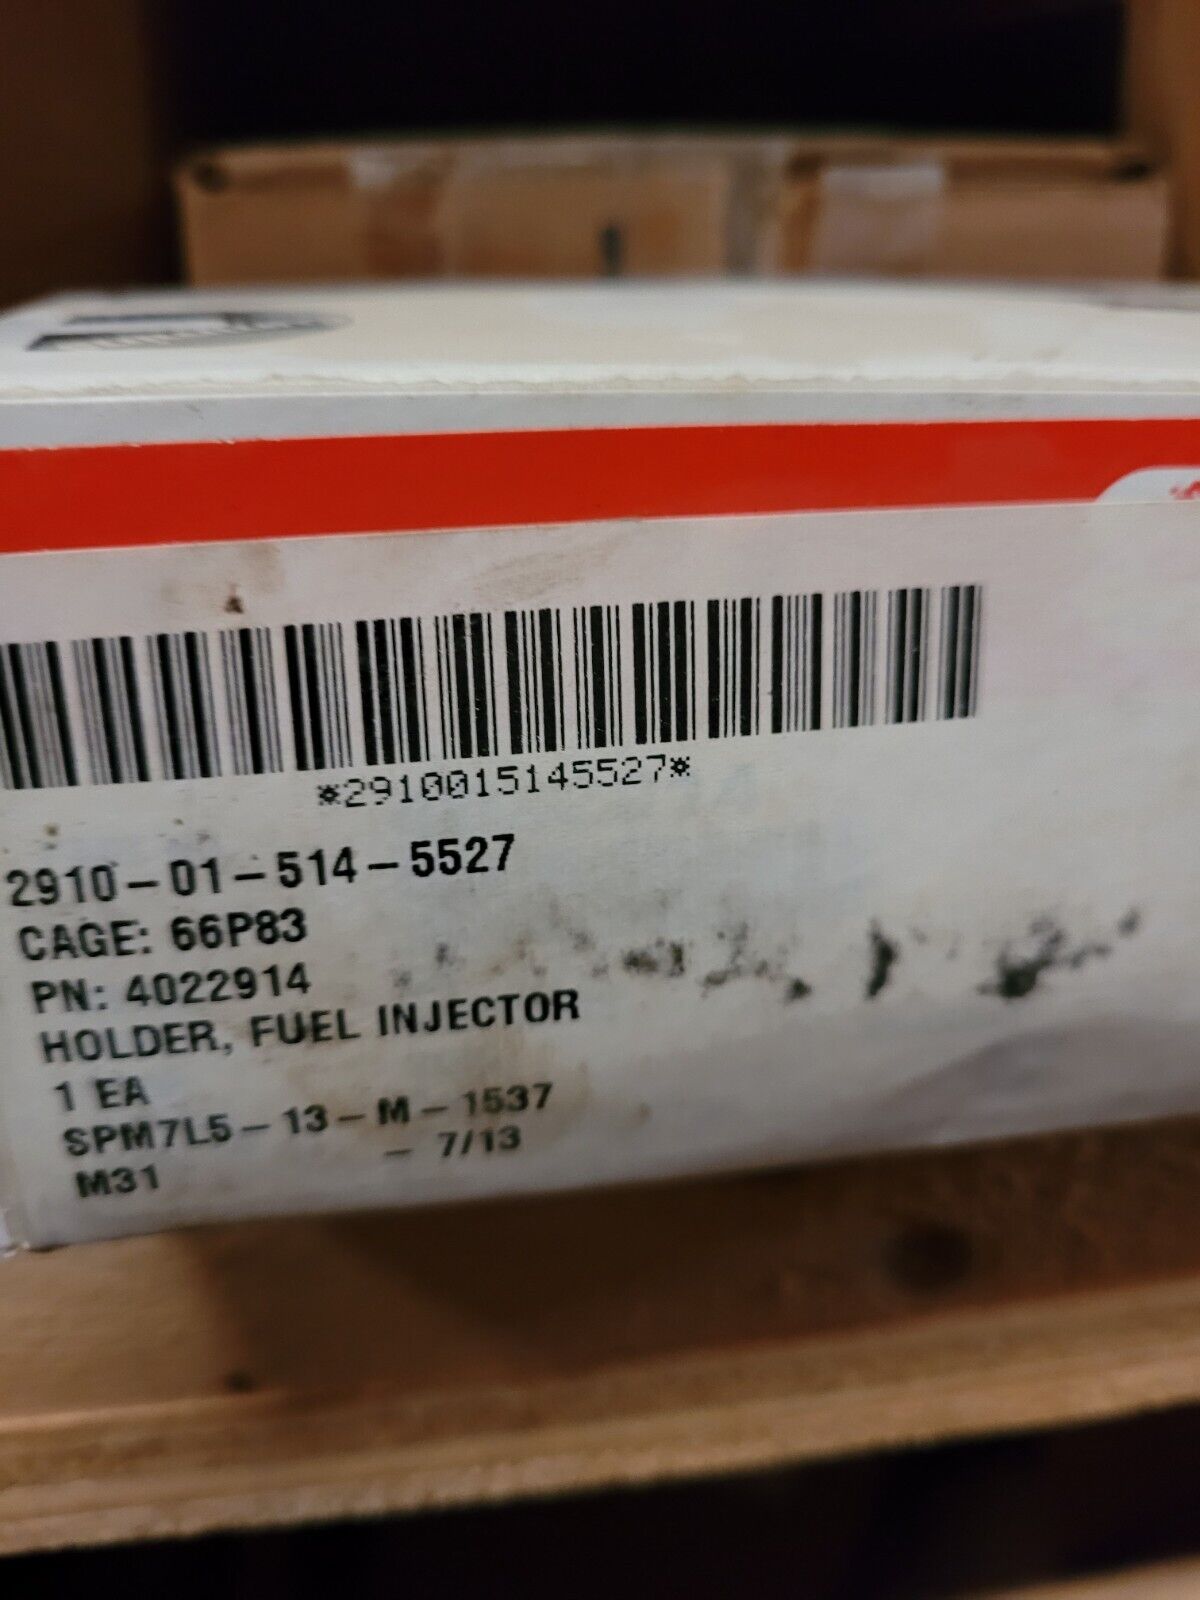 *2910015145527*
2910-01-514-5527
CAGE: 66P83
PN: 4022914
HOLDER, FUEL INJECTOR
1 EA
SPM7L5-13-M-1537
M31 - 7/13